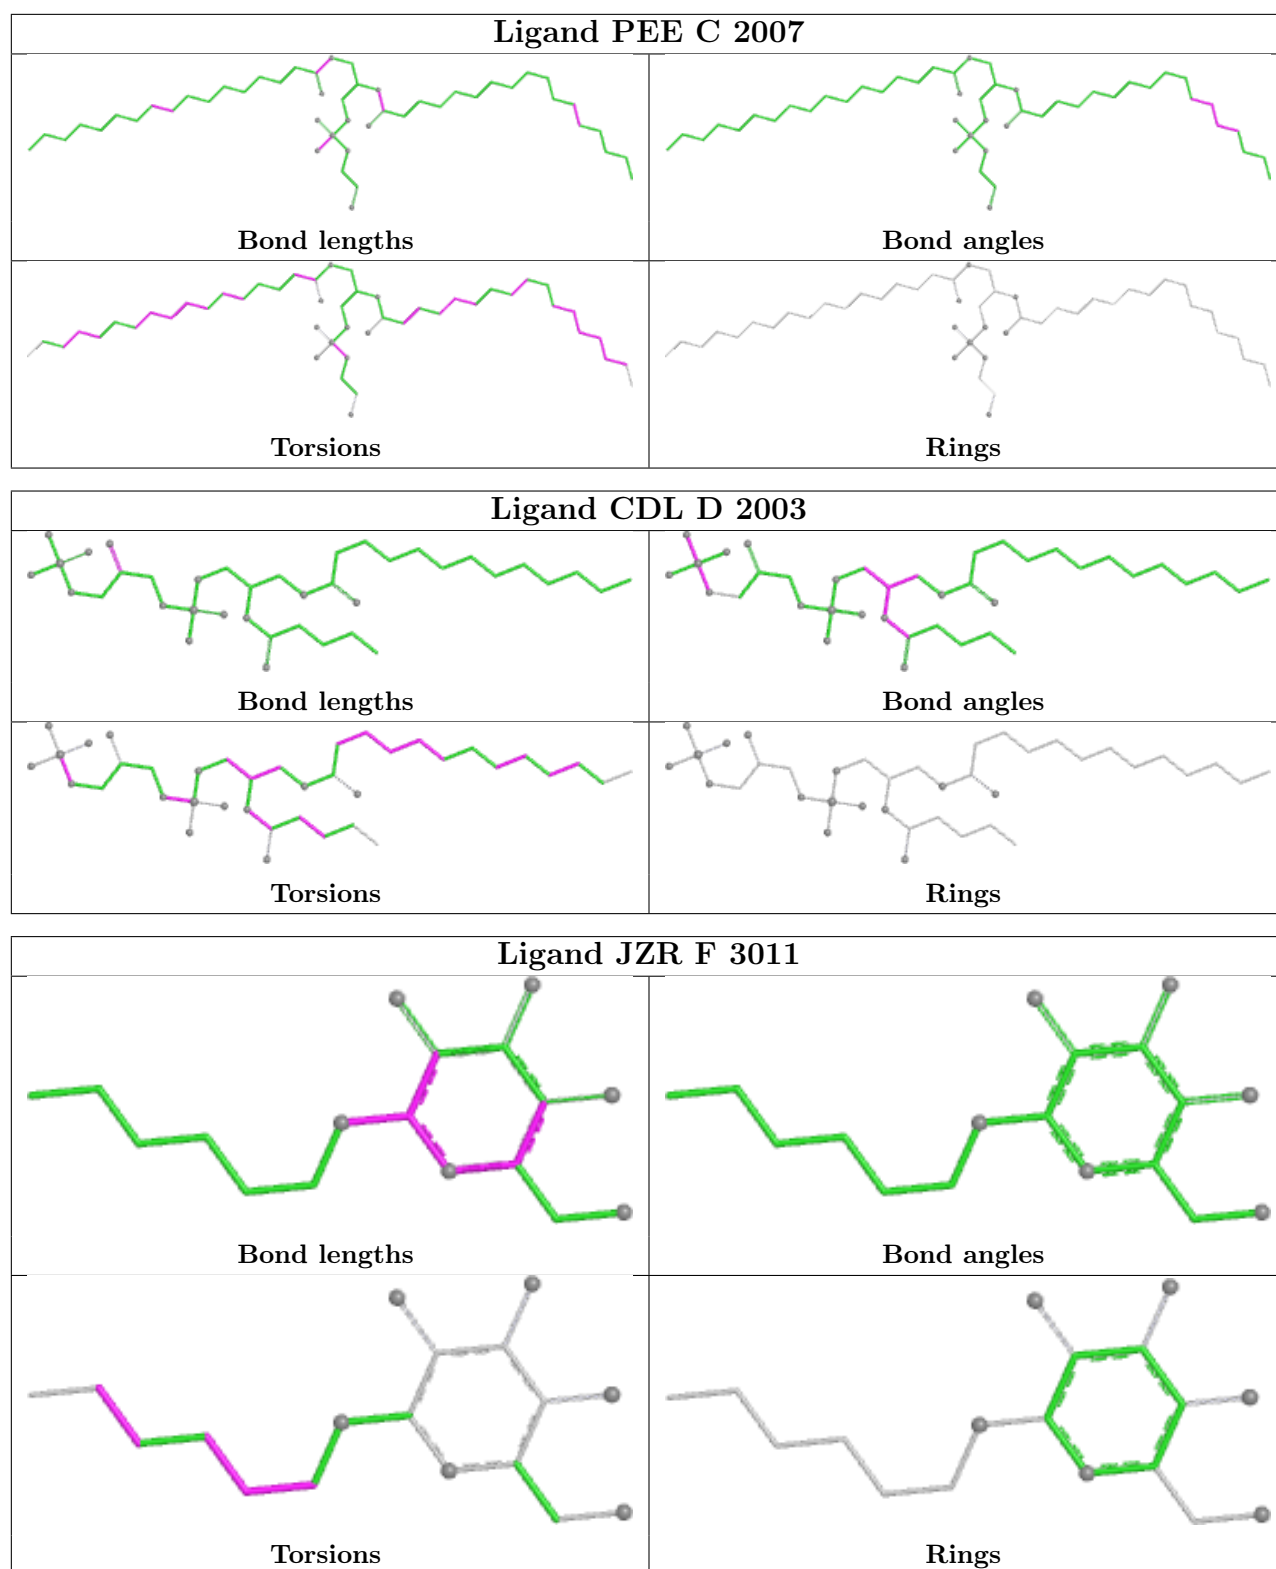 Ligand PEE C 2007
Bond lengths
Bond angles
Torsions
Rings
Ligand CDL D 2003
Bond lengths
Bond angles
Torsions
Rings
Ligand JZR F 3011
Bond lengths
Bond angles
Torsions
Rings